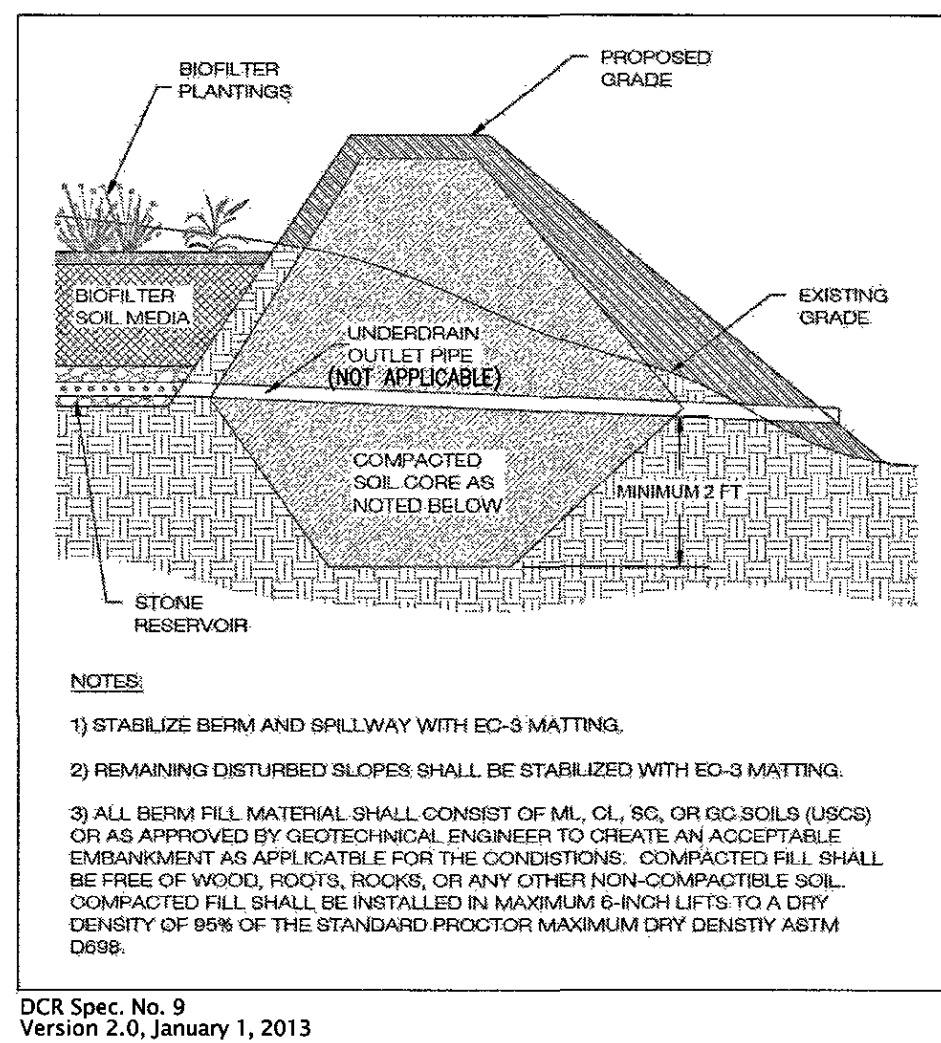 BIOFILTER
PLANTINGS
PROPOSED
GRADE
BIOFILTER
SOIL MEDIA
EXISTING
GRADE
UNDERDRAIN
OUTLET PIPE
(NOT APPLICABLE)
COMPACTED
SOIL CORE AS
NOTED BELOW
MINIMUM 2 FT
STONE
RESERVOIR
NOTES:
1) STABILIZE BERM AND SPILLWAY WITH EC-3 MATTING.
2) REMAINING DISTURBED SLOPES SHALL BE STABILIZED WITH EC-3 MATTING.
3) ALL BERM FILL MATERIAL SHALL CONSIST OF ML, CL, SC, OR GC SOILS (USCS)
OR AS APPROVED BY GEOTECHNICAL ENGINEER TO CREATE AN ACCEPTABLE
EMBANKMENT AS APPLICATBLE FOR THE CONDISTIONS. COMPACTED FILL SHALL
BE FREE OF WOOD, ROOTS, ROCKS, OR ANY OTHER NON-COMPACTIBLE SOIL.
COMPACTED FILL SHALL BE INSTALLED IN MAXIMUM 6-INCH LIFTS TO A DRY
DENSITY OF 95% OF THE STANDARD PROCTOR MAXIMUM DRY DENSTIY ASTM
D698.
DCR Spec. No. 9
Version 2.0, January 1, 2013